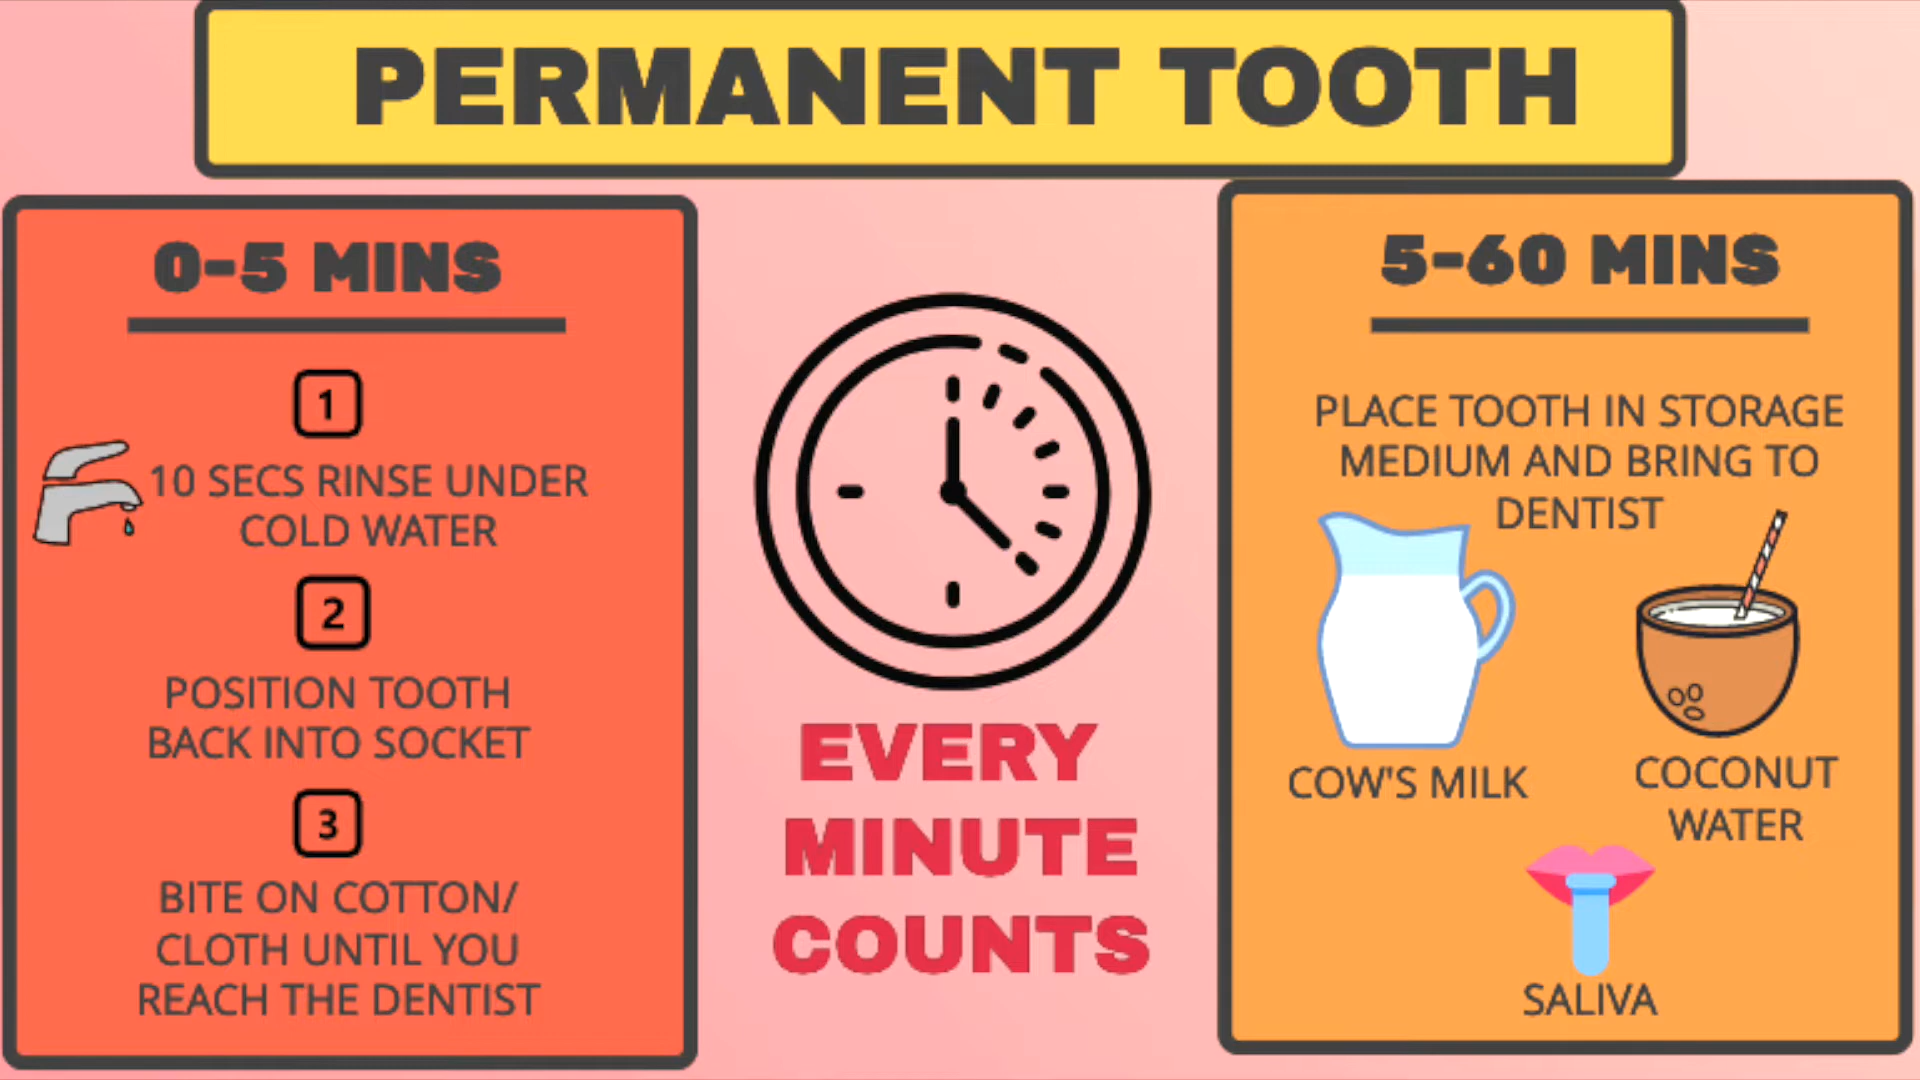 PERMANENT TOOTH
0-5 MINS
1
10 SECS RINSE UNDER
COLD WATER
2
POSITION TOOTH
BACK INTO SOCKET
3
BITE ON COTTON/
CLOTH UNTIL YOU
REACH THE DENTIST
EVERY
MINUTE
COUNTS
5-60 MINS
PLACE TOOTH IN STORAGE
MEDIUM AND BRING TO
DENTIST
COW'S MILK
COCONUT
WATER
SALIVA